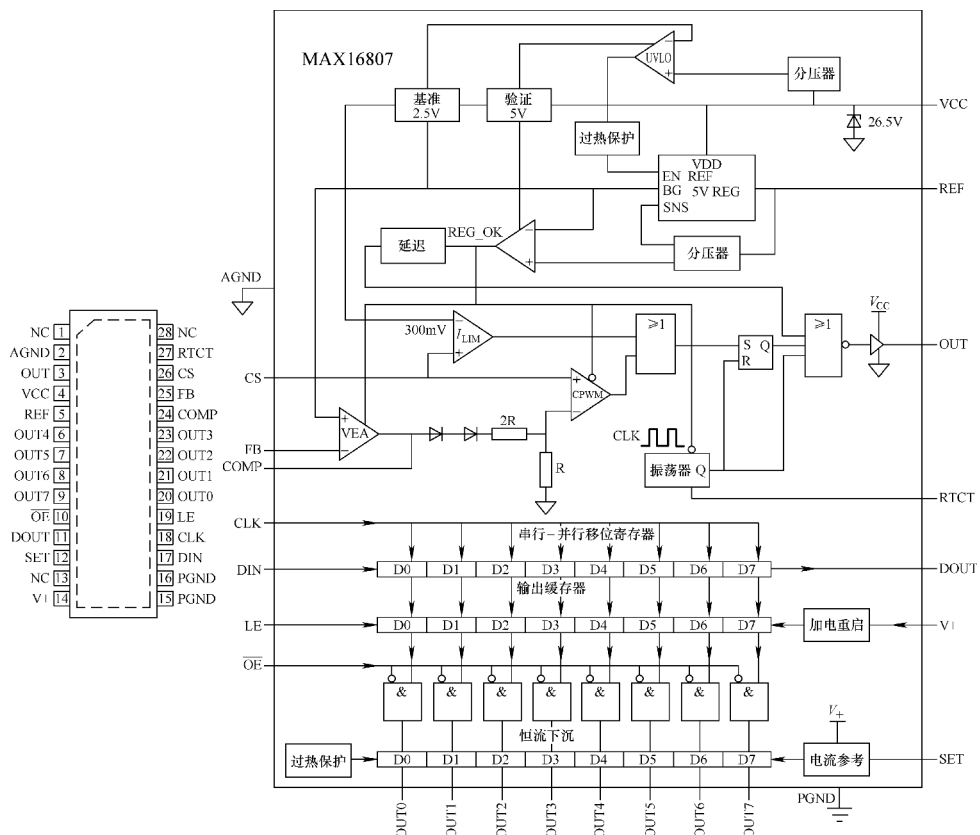 MAX16807
UVLO
分压器
基准
2.5V
验证
5V
VCC
26.5V
过热保护
VDD
EN REF
BG 5V REG
SNS
REF
REG_OK
延迟
分压器
AGND
300mV
I_LIM
≥1
S Q
R
≥1
V_CC
OUT
CS
CPWM
VEA
2R
R
CLK
振荡器 Q
FB
COMP
RTCT
NC 1
AGND 2
OUT 3
VCC 4
REF 5
OUT4 6
OUT5 7
OUT6 8
OUT7 9
O̅E̅ 10
DOUT 11
SET 12
NC 13
V+ 14
28 NC
27 RTCT
26 CS
25 FB
24 COMP
23 OUT3
22 OUT2
21 OUT1
20 OUT0
19 LE
18 CLK
17 DIN
16 PGND
15 PGND
CLK
串行-并行移位寄存器
DIN
D0 D1 D2 D3 D4 D5 D6 D7
DOUT
输出缓存器
LE
D0 D1 D2 D3 D4 D5 D6 D7
加电重启
V+
O̅E̅
& & & & & & & &
恒流下沉
过热保护
D0 D1 D2 D3 D4 D5 D6 D7
V+
电流参考
SET
PGND
OUT0 OUT1 OUT2 OUT3 OUT4 OUT5 OUT6 OUT7